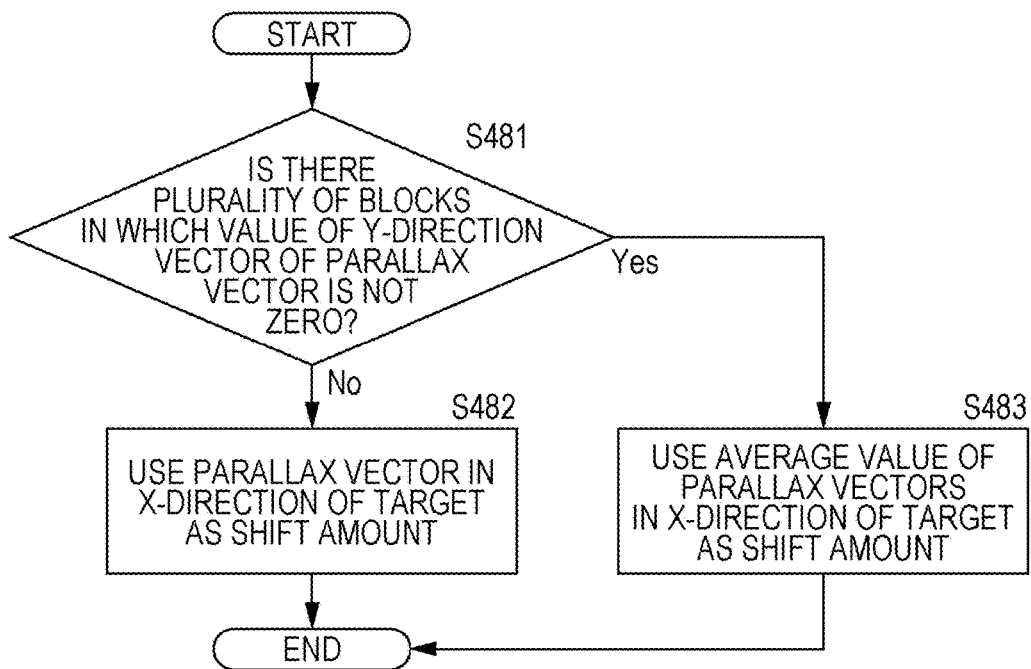 START
S481
IS THERE
PLURALITY OF BLOCKS
IN WHICH VALUE OF Y-DIRECTION
VECTOR OF PARALLAX
VECTOR IS NOT
ZERO?
Yes
No
S482
USE PARALLAX VECTOR IN
X-DIRECTION OF TARGET
AS SHIFT AMOUNT
S483
USE AVERAGE VALUE OF
PARALLAX VECTORS
IN X-DIRECTION OF TARGET
AS SHIFT AMOUNT
END